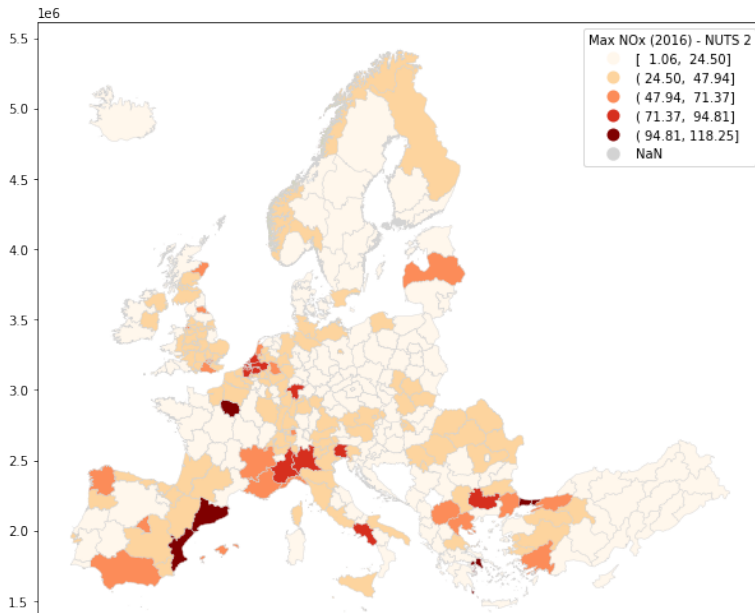 1e6
5.5
5.0
4.5
4.0
3.5
3.0
2.5
2.0
1.5
Max NOx (2016) - NUTS 2
[ 1.06, 24.50]
( 24.50, 47.94]
( 47.94, 71.37]
( 71.37, 94.81]
( 94.81, 118.25]
NaN